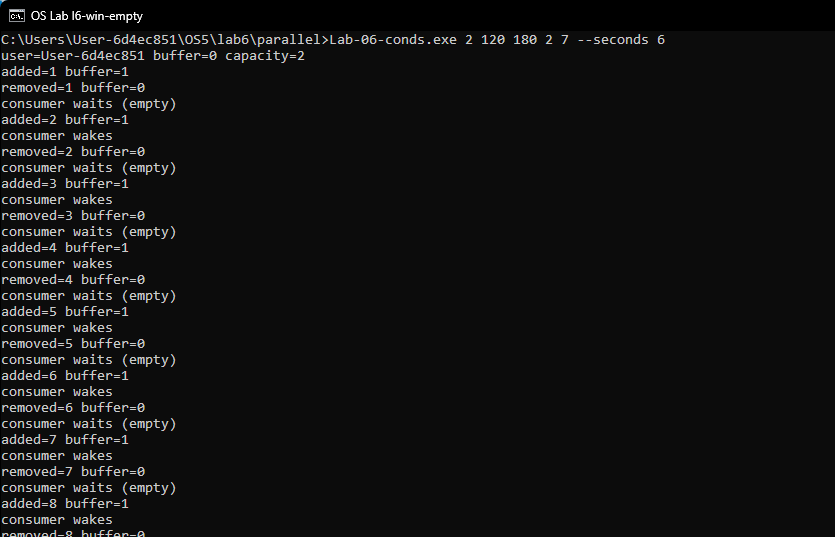 OS Lab l6-win-empty
C:\Users\User-6d4ec851\OS5\lab6\parallel>Lab-06-conds.exe 2 120 180 2 7 --seconds 6
user=User-6d4ec851 buffer=0 capacity=2
added=1 buffer=1
removed=1 buffer=0
consumer waits (empty)
added=2 buffer=1
consumer wakes
removed=2 buffer=0
consumer waits (empty)
added=3 buffer=1
consumer wakes
removed=3 buffer=0
consumer waits (empty)
added=4 buffer=1
consumer wakes
removed=4 buffer=0
consumer waits (empty)
added=5 buffer=1
consumer wakes
removed=5 buffer=0
consumer waits (empty)
added=6 buffer=1
consumer wakes
removed=6 buffer=0
consumer waits (empty)
added=7 buffer=1
consumer wakes
removed=7 buffer=0
consumer waits (empty)
added=8 buffer=1
consumer wakes
removed=8 buffer=0